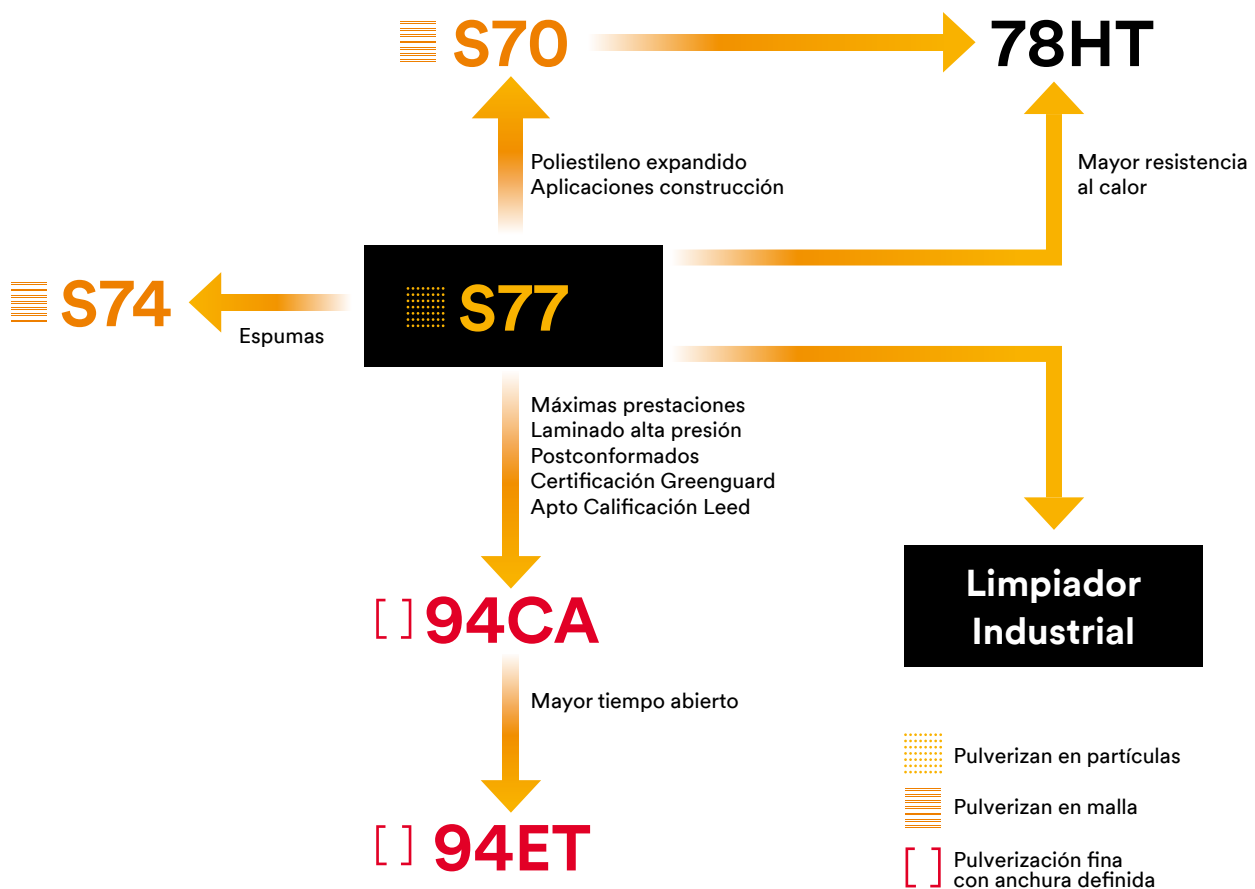 S70
78HT
Poliestileno expandido
Aplicaciones construcción
Mayor resistencia
al calor
S74
Espumas
S77
Máximas prestaciones
Laminado alta presión
Postconformados
Certificación Greenguard
Apto Calificación Leed
[ ] 94CA
Limpiador
Industrial
Mayor tiempo abierto
[ ] 94ET
Pulverizan en partículas
Pulverizan en malla
[ ] Pulverización fina
con anchura definida